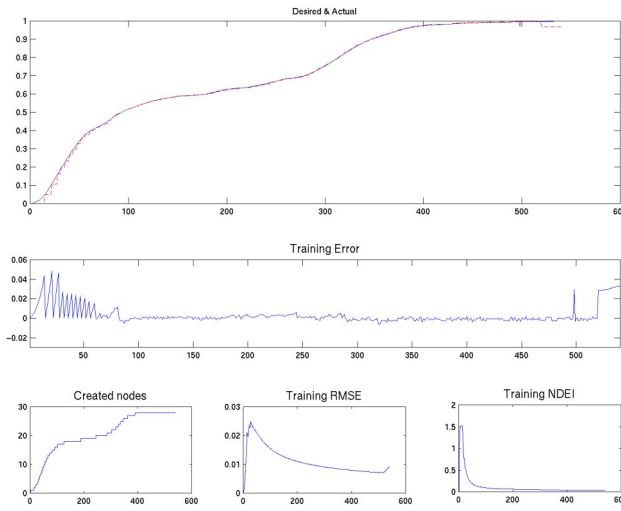 Desired & Actual
1
0.9
0.8
0.7
0.6
0.5
0.4
0.3
0.2
0.1
0
0 100 200 300 400 500 60
Training Error
0.06
0.04
0.02
0
−0.02
50 100 150 200 250 300 350 400 450 500
Created nodes
30
20
10
0
0 200 400 600
Training RMSE
0.03
0.02
0.01
0
0 200 400 600
Training NDEI
2
1.5
1
0.5
0
0 200 400 600